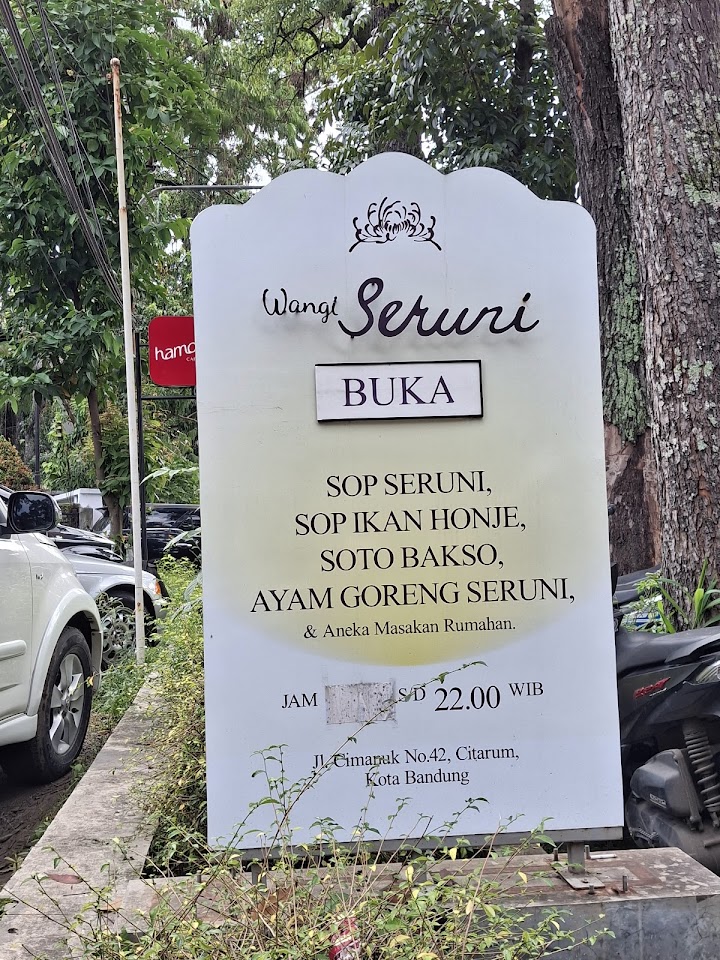 Wangi Seruni
hamo
BUKA
SOP SERUNI,
SOP IKAN HONJE,
SOTO BAKSO,
AYAM GORENG SERUNI,
& Aneka Masakan Rumahan.
JAM S/D 22.00 WIB
Jl. Cimanuk No.42, Citarum,
Kota Bandung